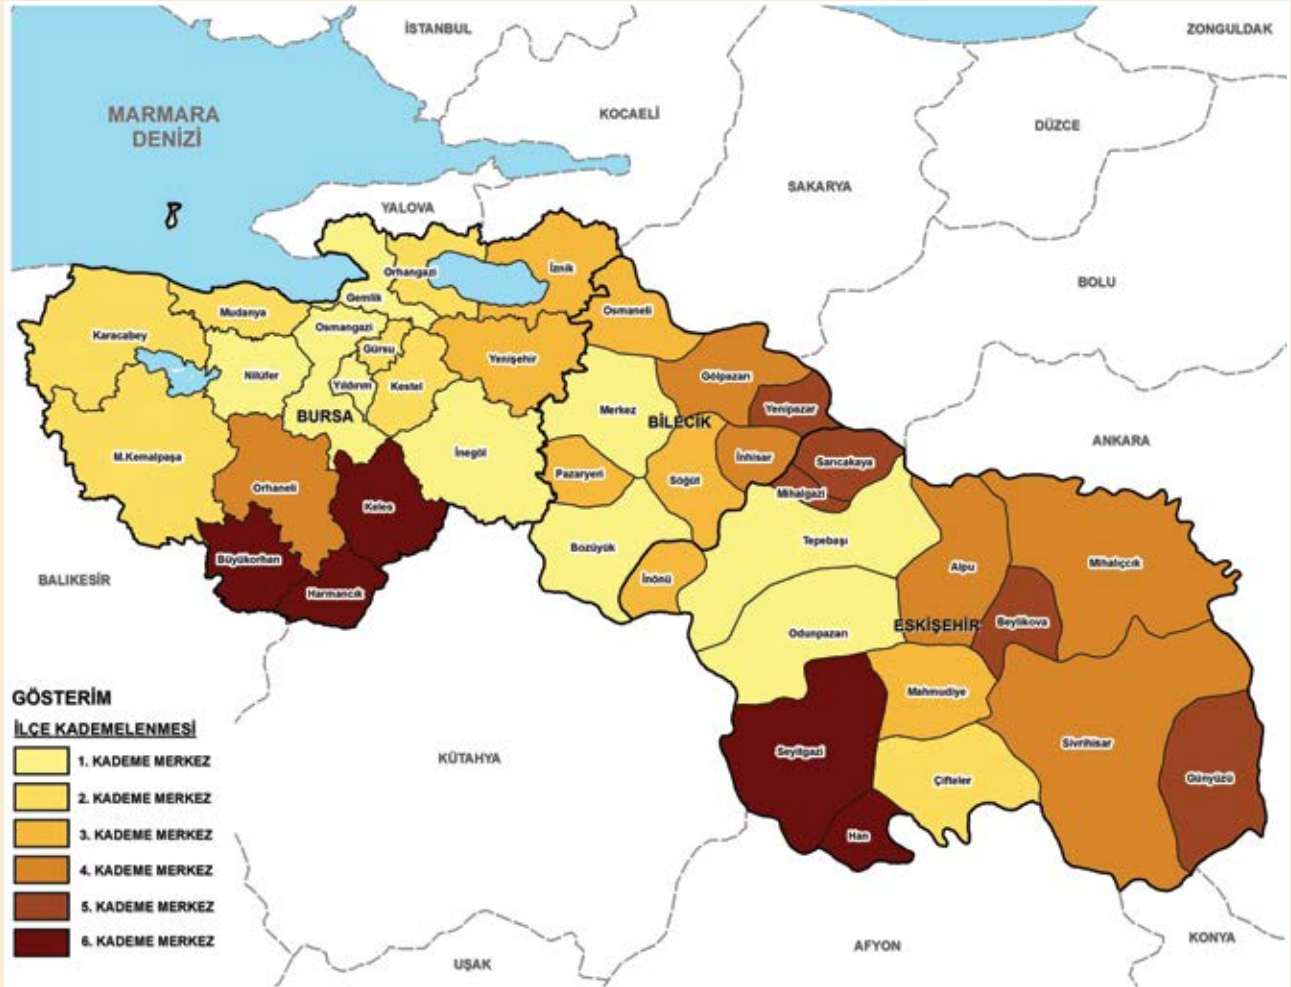 İSTANBUL
ZONGULDAK
MARMARA
DENİZİ
KOCAELİ
DÜZCE
SAKARYA
YALOVA
BOLU
Orhangazi
İznik
Gemlik
Mudanya
Osmaneli
Karacabey
Osmangazi
Gürsu
Yenişehir
Nilüfer
Yıldırım
Kestel
Gölpazarı
Merkez
Yenipazar
BURSA
BİLECİK
ANKARA
M.Kemalpaşa
İnegöl
İnhisar
Sarıcakaya
Pazaryeri
Söğüt
Orhaneli
Mihalgazi
Keles
Tepebaşı
Bozüyük
Büyükorhan
Alpu
Mihalıççık
BALIKESİR
İnönü
Harmancık
Beylikova
Odunpazarı
ESKİŞEHİR
Mahmudiye
GÖSTERİM
İLÇE KADEMELENMESİ
1. KADEME MERKEZ
2. KADEME MERKEZ
3. KADEME MERKEZ
4. KADEME MERKEZ
5. KADEME MERKEZ
6. KADEME MERKEZ
Seyitgazi
Sivrihisar
KÜTAHYA
Çifteler
Günyüzü
Han
AFYON
KONYA
UŞAK